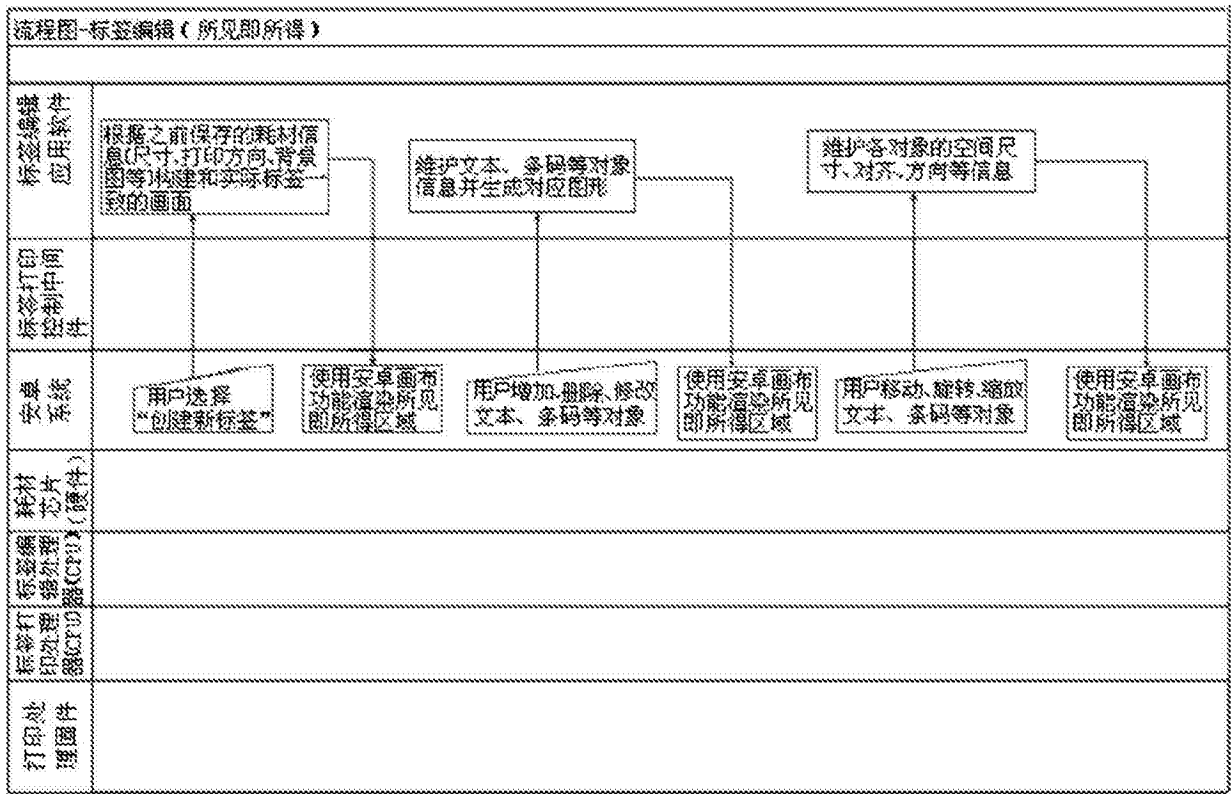 流程图-标签编辑(所见即所得)
标签编辑
应用软件
根据之前保存的耗材信
息(尺寸、打印方向、背景
图等)构建和实际标签一
致的画面
维护文本、条码等对象
信息并生成对应图形
维护各对象的空间尺
寸、对齐、方向等信息
标签打印
控制中间
件
安卓
系统
用户选择
“创建新标签”
使用安卓画布
功能渲染所见
即所得区域
用户增加、删除、修改
文本、条码等对象
使用安卓画布
功能渲染所见
即所得区域
用户移动、旋转、缩放
文本、条码等对象
使用安卓画布
功能渲染所见
即所得区域
耗材
芯片
(硬件)
标签编
辑处理
器(CPU)
标签打
印处理
器(CPU)
打印处
理固件